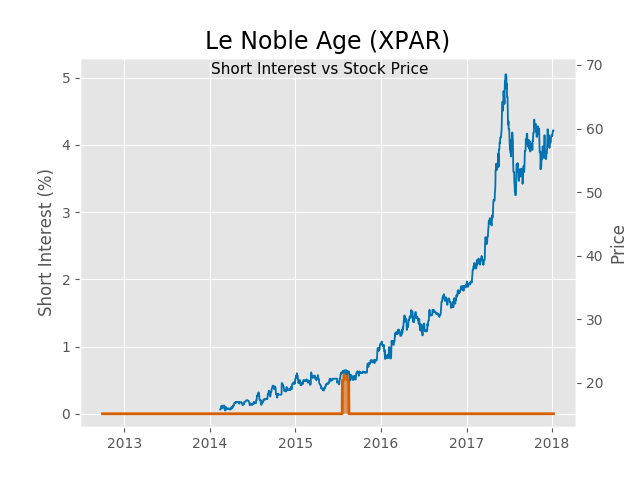 Le Noble Age (XPAR)
Short Interest vs Stock Price
Short Interest (%)
5
4
3
2
1
0
70
60
50
40
30
20
Price
2013 2014 2015 2016 2017 2018